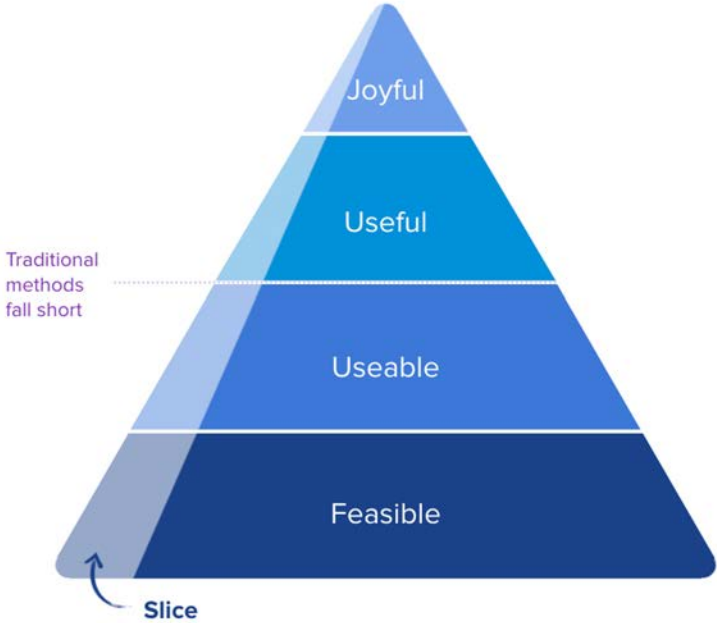 Joyful
Useful
Traditional
methods
fall short
Useable
Feasible
Slice